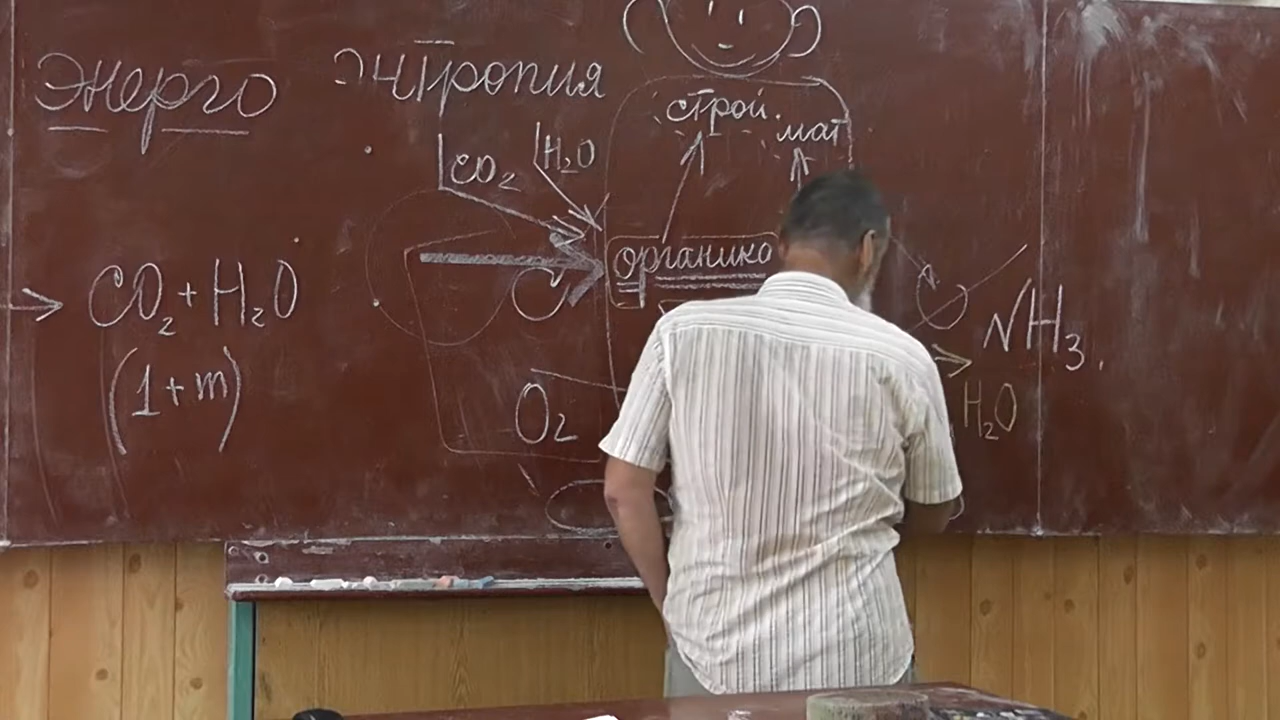 Энерго
энтропия
строй.
мат
CO₂
H₂O
органика
CO₂ + H₂O
(1 + m)
O₂
NH₃.
H₂O